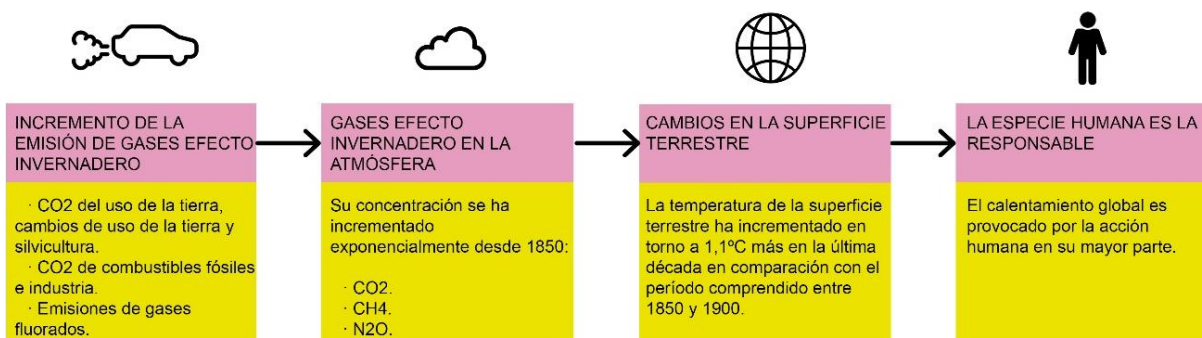 INCREMENTO DE LA
EMISIÓN DE GASES EFECTO
INVERNADERO
· CO2 del uso de la tierra,
cambios de uso de la tierra y
silvicultura.
· CO2 de combustibles fósiles
e industria.
· Emisiones de gases
fluorados.
GASES EFECTO
INVERNADERO EN LA
ATMÓSFERA
Su concentración se ha
incrementado
exponencialmente desde 1850:
· CO2.
· CH4.
· N2O.
CAMBIOS EN LA SUPERFICIE
TERRESTRE
La temperatura de la superficie
terrestre ha incrementado en
torno a 1,1ºC más en la última
década en comparación con el
período comprendido entre
1850 y 1900.
LA ESPECIE HUMANA ES LA
RESPONSABLE
El calentamiento global es
provocado por la acción
humana en su mayor parte.